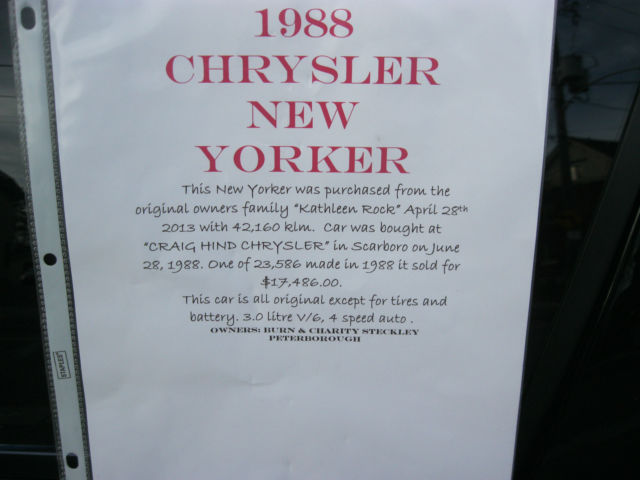 1988
CHRYSLER
NEW
YORKER
This New Yorker was purchased from the
original owners family "Kathleen Rock" April 28th
2013 with 42,160 klm. Car was bought at
"CRAIG HIND CHRYSLER" in Scarboro on June
28, 1988. One of 23,586 made in 1988 it sold for
$17,486.00.
This car is all original except for tires and
battery. 3.0 litre V/6, 4 speed auto .
OWNERS: BURN & CHARITY STECKLEY
PETERBOROUGH
STAPLES